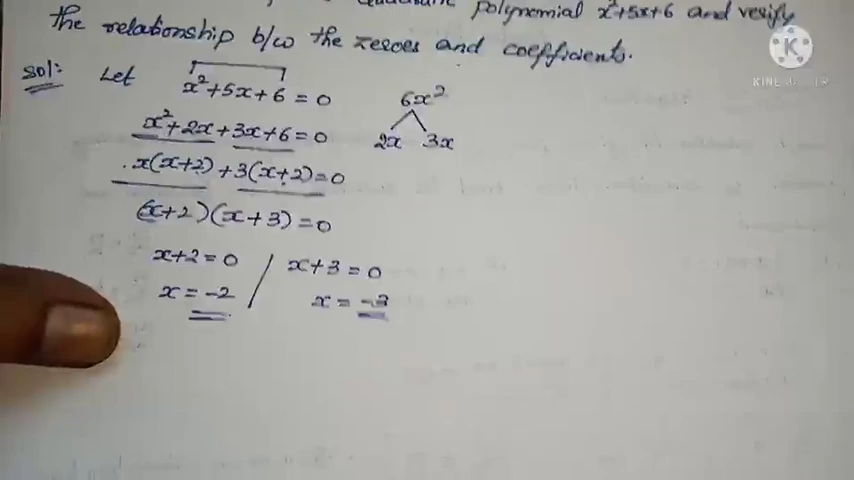 Quadratic polynomial x²+5x+6 and verify
the relationship b/w the zeroes and coefficients.
Sol: Let x²+5x+6 = 0
6x²
x²+2x+3x+6 = 0
2x 3x
x(x+2)+3(x+2) = 0
(x+2)(x+3) = 0
x+2 = 0 / x+3 = 0
x = -2 x = -3
K
KINEMASTER